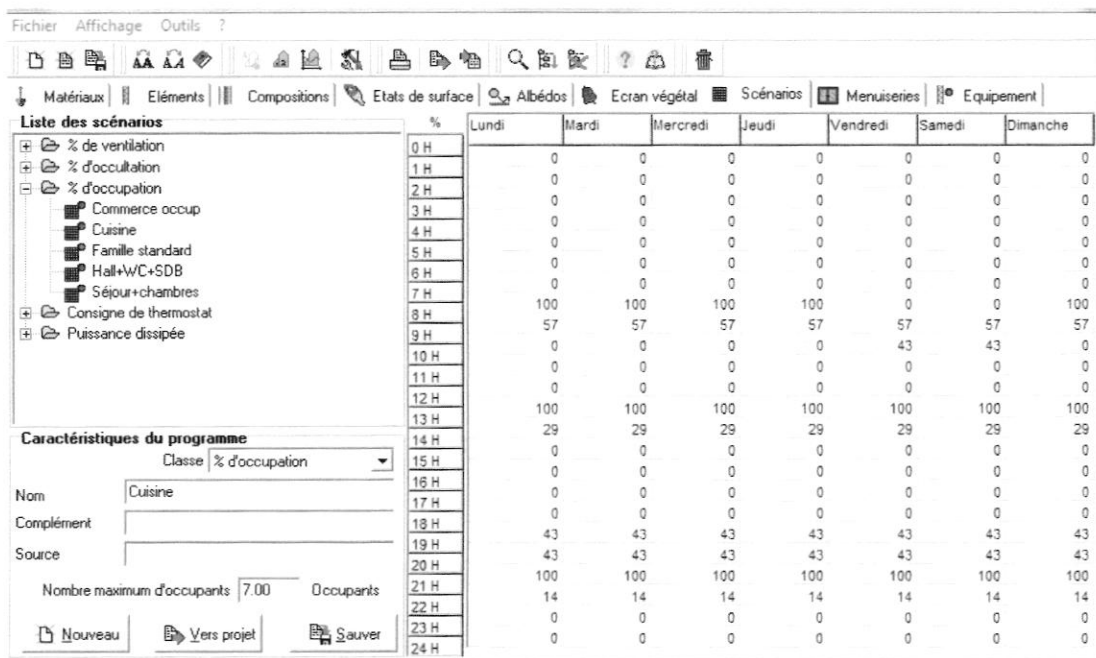 Fichier Affichage Outils ?
Matériaux Eléments Compositions Etats de surface Albédos Ecran végétal Scénarios Menuiseries Equipement
Liste des scénarios
% de ventilation
% d'occultation
% d'occupation
Commerce occup
Cuisine
Famille standard
Hall+WC+SDB
Séjour+chambres
Consigne de thermostat
Puissance dissipée
Caractéristiques du programme
Classe % d'occupation
Nom Cuisine
Complément
Source
Nombre maximum d'occupants 7.00 Occupants
Nouveau Vers projet Sauver
% Lundi Mardi Mercredi Jeudi Vendredi Samedi Dimanche
0 H
0 0 0 0 0 0 0
1 H
0 0 0 0 0 0 0
2 H
0 0 0 0 0 0 0
3 H
0 0 0 0 0 0 0
4 H
0 0 0 0 0 0 0
5 H
0 0 0 0 0 0 0
6 H
0 0 0 0 0 0 0
7 H
100 100 100 100 0 0 100
8 H
57 57 57 57 57 57 57
9 H
0 0 0 0 43 43 0
10 H
0 0 0 0 0 0 0
11 H
0 0 0 0 0 0 0
12 H
100 100 100 100 100 100 100
13 H
29 29 29 29 29 29 29
14 H
0 0 0 0 0 0 0
15 H
0 0 0 0 0 0 0
16 H
0 0 0 0 0 0 0
17 H
0 0 0 0 0 0 0
18 H
43 43 43 43 43 43 43
19 H
43 43 43 43 43 43 43
20 H
100 100 100 100 100 100 100
21 H
14 14 14 14 14 14 14
22 H
0 0 0 0 0 0 0
23 H
0 0 0 0 0 0 0
24 H